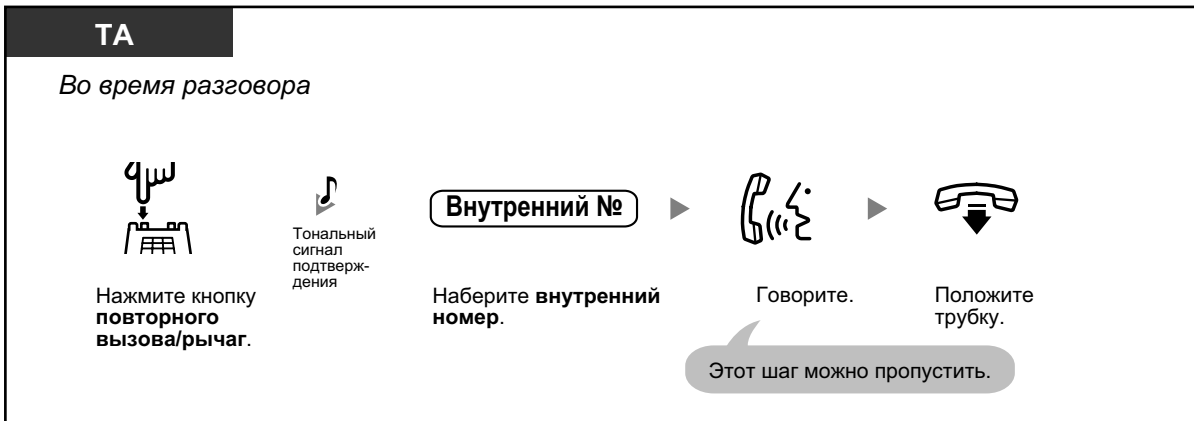 ТА
Во время разговора
Тональный
сигнал
подтверж-
дения
Внутренний №
Нажмите кнопку
повторного
вызова/рычаг.
Наберите внутренний
номер.
Говорите.
Положите
трубку.
Этот шаг можно пропустить.